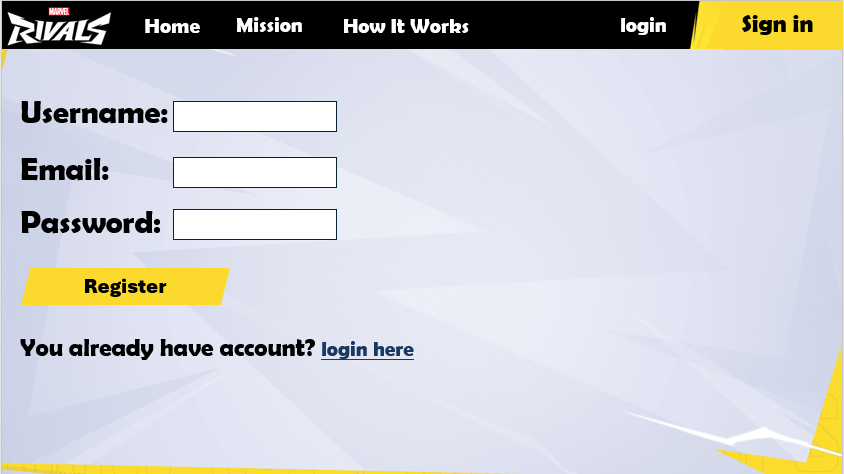 MARVEL
RIVALS
Home Mission How It Works login Sign in
Username:
Email:
Password:
Register
You already have account? login here